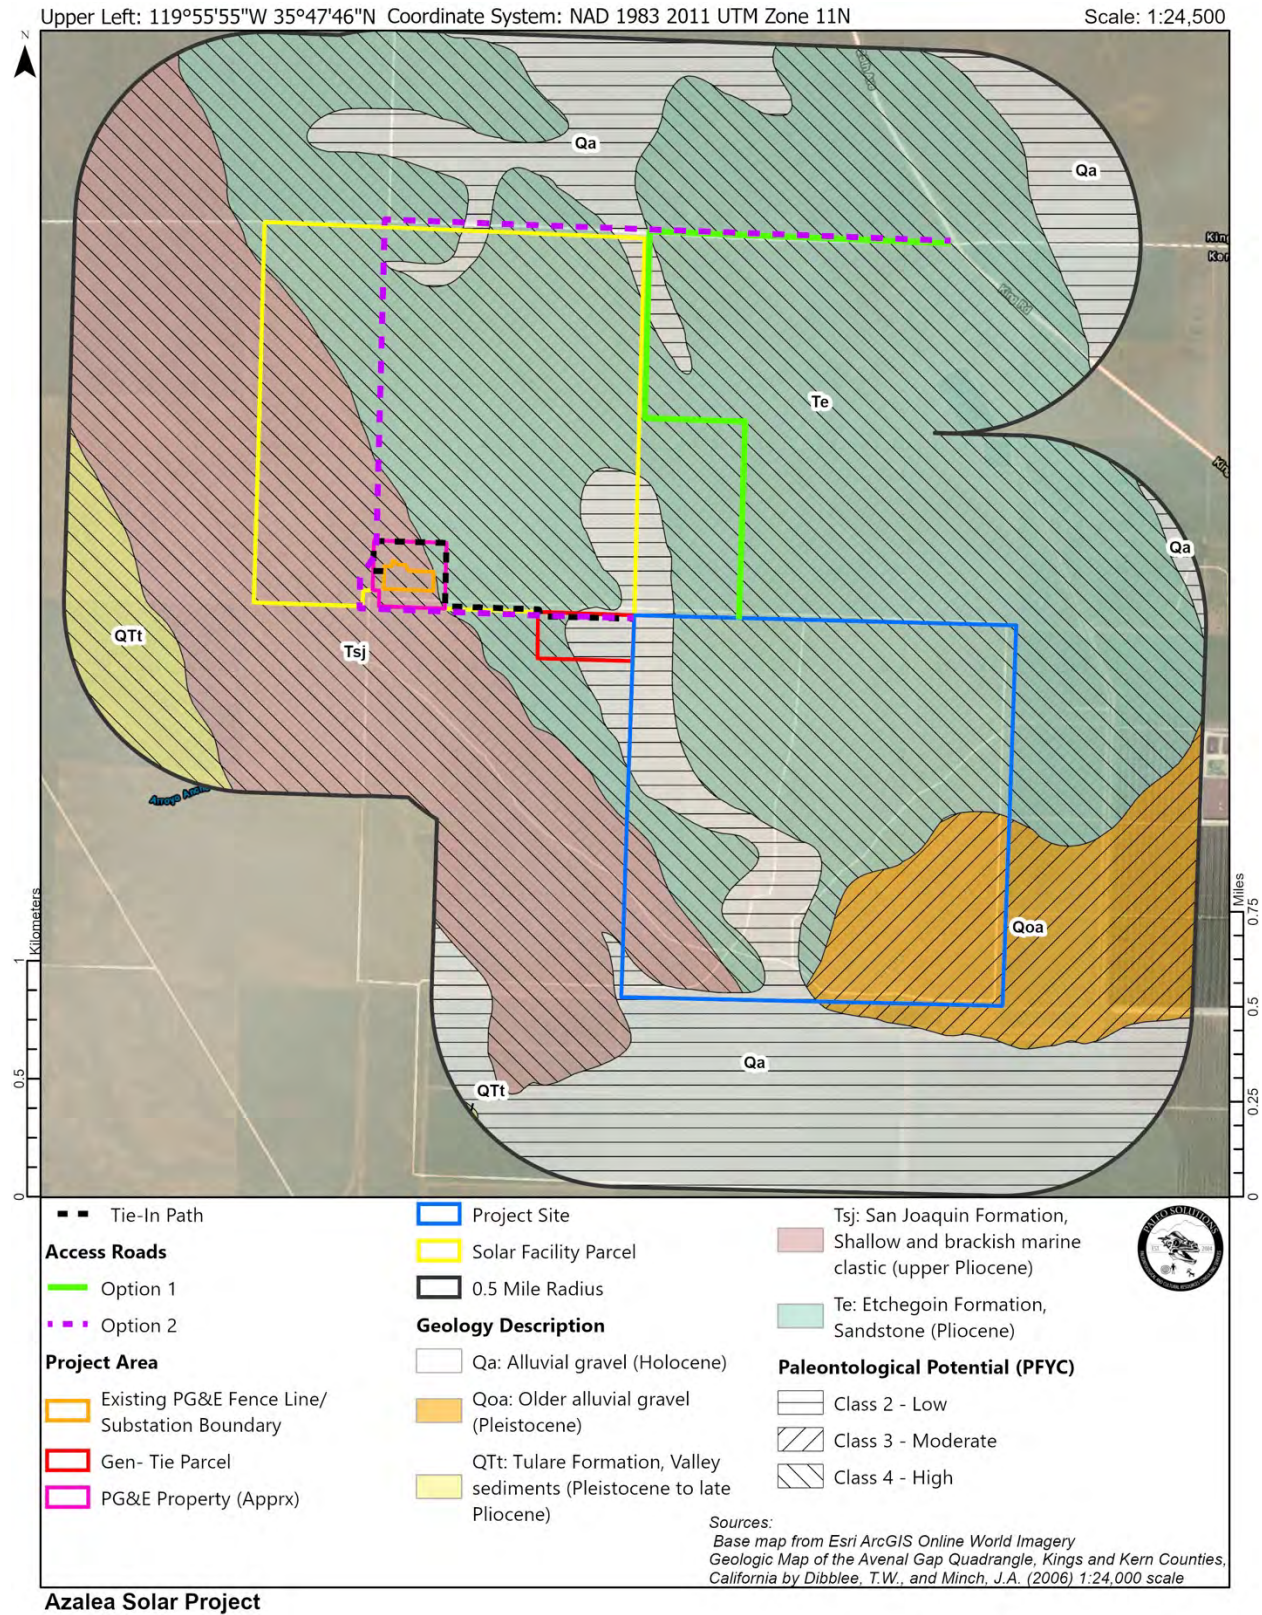 Upper Left: 119°55'55"W 35°47'46"N Coordinate System: NAD 1983 2011 UTM Zone 11N
Scale: 1:24,500
N
Qa
Qa
King Rd
Te
Qa
QTt
Tsj
Qoa
Qa
QTt
Kilometers
1
0.5
0
Miles
0.75
0.5
0.25
0
Tie-In Path
Access Roads
Option 1
Option 2
Project Area
Existing PG&E Fence Line/
Substation Boundary
Gen- Tie Parcel
PG&E Property (Apprx)
Project Site
Solar Facility Parcel
0.5 Mile Radius
Geology Description
Qa: Alluvial gravel (Holocene)
Qoa: Older alluvial gravel
(Pleistocene)
QTt: Tulare Formation, Valley
sediments (Pleistocene to late
Pliocene)
Tsj: San Joaquin Formation,
Shallow and brackish marine
clastic (upper Pliocene)
Te: Etchegoin Formation,
Sandstone (Pliocene)
Paleontological Potential (PFYC)
Class 2 - Low
Class 3 - Moderate
Class 4 - High
PALEO SOLUTIONS
Sources:
Base map from Esri ArcGIS Online World Imagery
Geologic Map of the Avenal Gap Quadrangle, Kings and Kern Counties,
California by Dibblee, T.W., and Minch, J.A. (2006) 1:24,000 scale
Azalea Solar Project